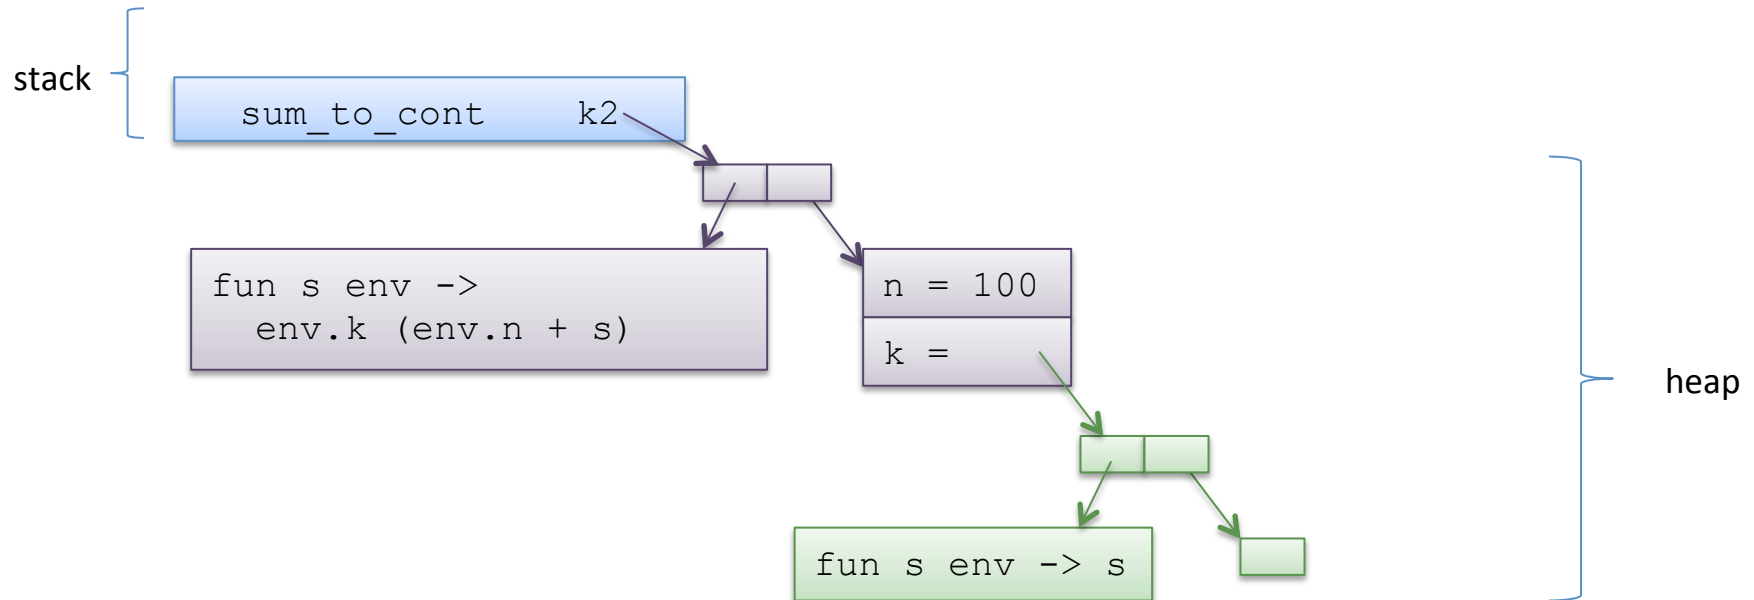 stack
sum_to_cont k2
fun s env ->
env.k (env.n + s)
n = 100
k =
heap
fun s env -> s